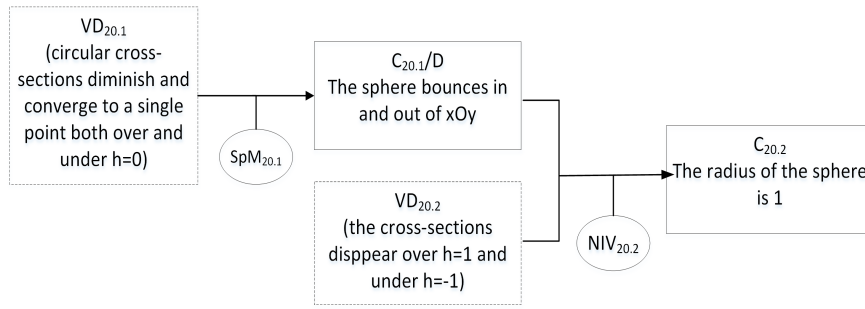 VD20.1
(circular cross-
sections diminish and
converge to a single
point both over and
under h=0)
SpM20.1
C20.1/D
The sphere bounces in
and out of xOy
VD20.2
(the cross-sections
disppear over h=1 and
under h=-1)
NIV20.2
C20.2
The radius of the sphere
is 1